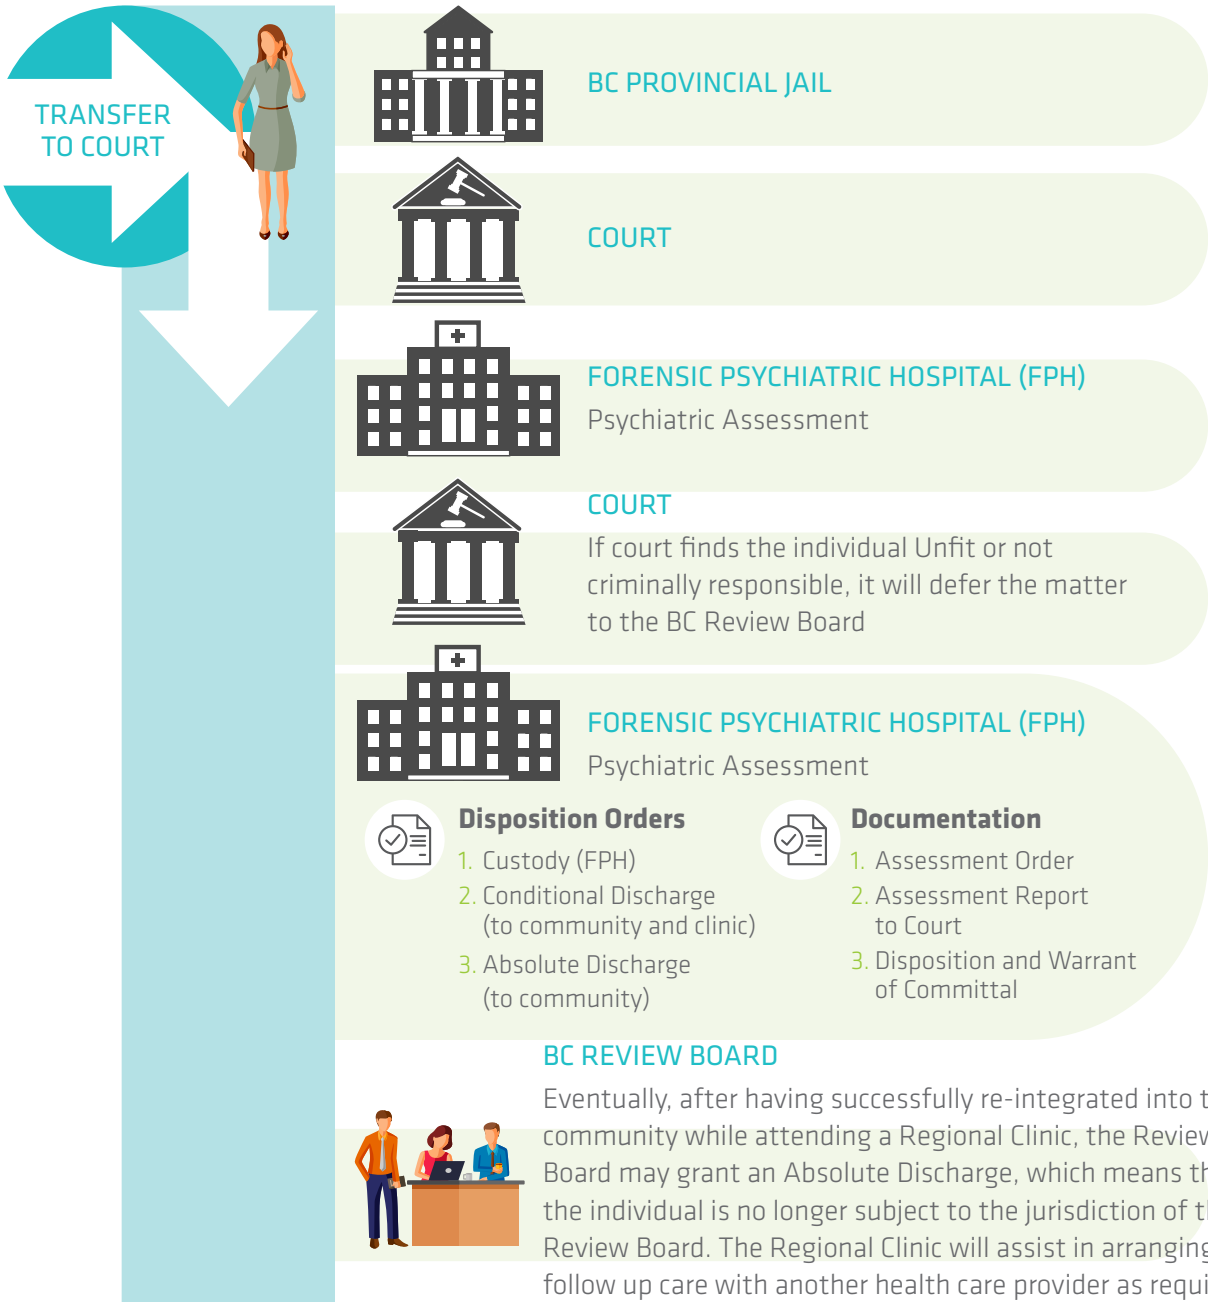 TRANSFER
TO COURT
BC PROVINCIAL JAIL
COURT
FORENSIC PSYCHIATRIC HOSPITAL (FPH)
Psychiatric Assessment
COURT
If court finds the individual Unfit or not
criminally responsible, it will defer the matter
to the BC Review Board
FORENSIC PSYCHIATRIC HOSPITAL (FPH)
Psychiatric Assessment
Disposition Orders
1. Custody (FPH)
2. Conditional Discharge
(to community and clinic)
3. Absolute Discharge
(to community)
Documentation
1. Assessment Order
2. Assessment Report
to Court
3. Disposition and Warrant
of Committal
BC REVIEW BOARD
Eventually, after having successfully re-integrated into
community while attending a Regional Clinic, the Review
Board may grant an Absolute Discharge, which means
the individual is no longer subject to the jurisdiction of
Review Board. The Regional Clinic will assist in arranging
follow up care with another health care provider as